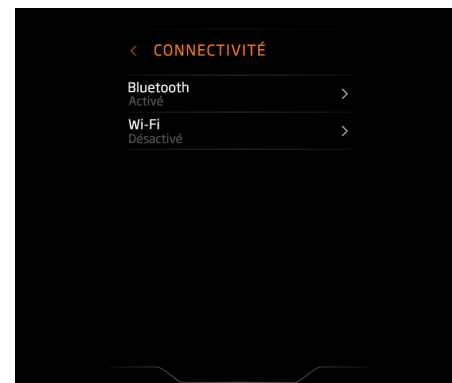 CONNECTIVITÉ
Bluetooth
Activé
Wi-Fi
Désactivé